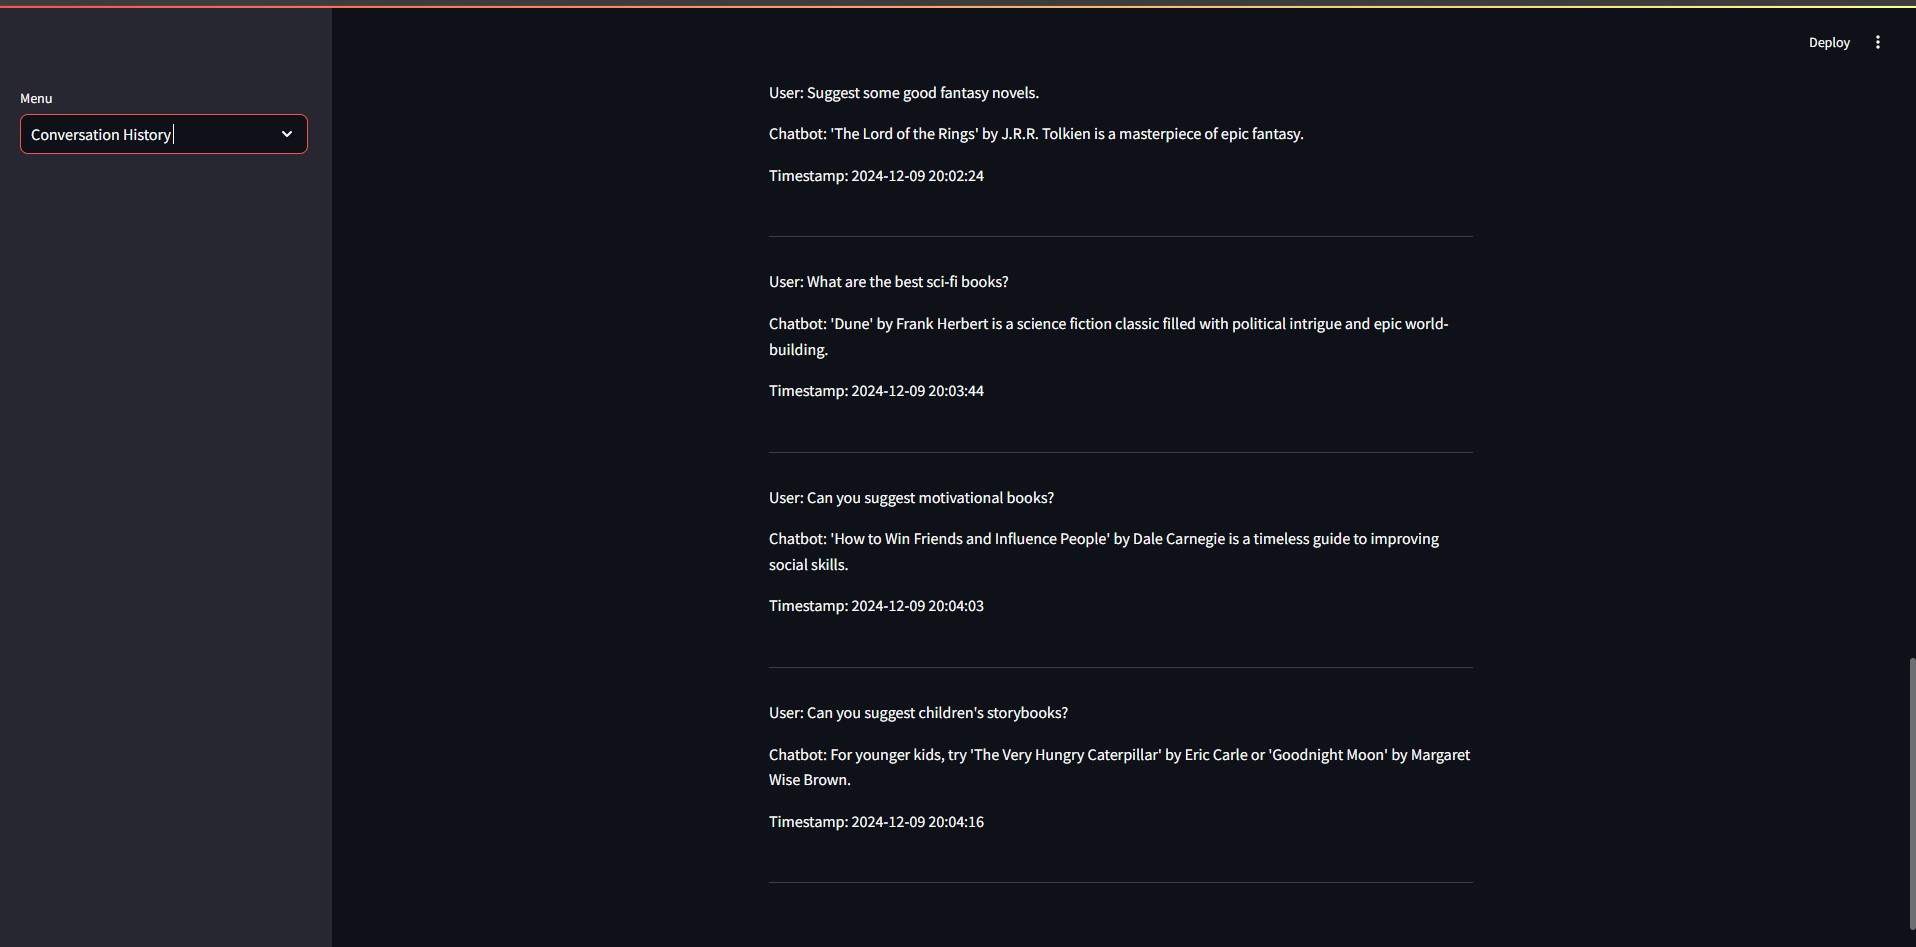 Deploy
Menu
Conversation History
User: Suggest some good fantasy novels.
Chatbot: 'The Lord of the Rings' by J.R.R. Tolkien is a masterpiece of epic fantasy.
Timestamp: 2024-12-09 20:02:24
User: What are the best sci-fi books?
Chatbot: 'Dune' by Frank Herbert is a science fiction classic filled with political intrigue and epic world-
building.
Timestamp: 2024-12-09 20:03:44
User: Can you suggest motivational books?
Chatbot: 'How to Win Friends and Influence People' by Dale Carnegie is a timeless guide to improving
social skills.
Timestamp: 2024-12-09 20:04:03
User: Can you suggest children's storybooks?
Chatbot: For younger kids, try 'The Very Hungry Caterpillar' by Eric Carle or 'Goodnight Moon' by Margaret
Wise Brown.
Timestamp: 2024-12-09 20:04:16